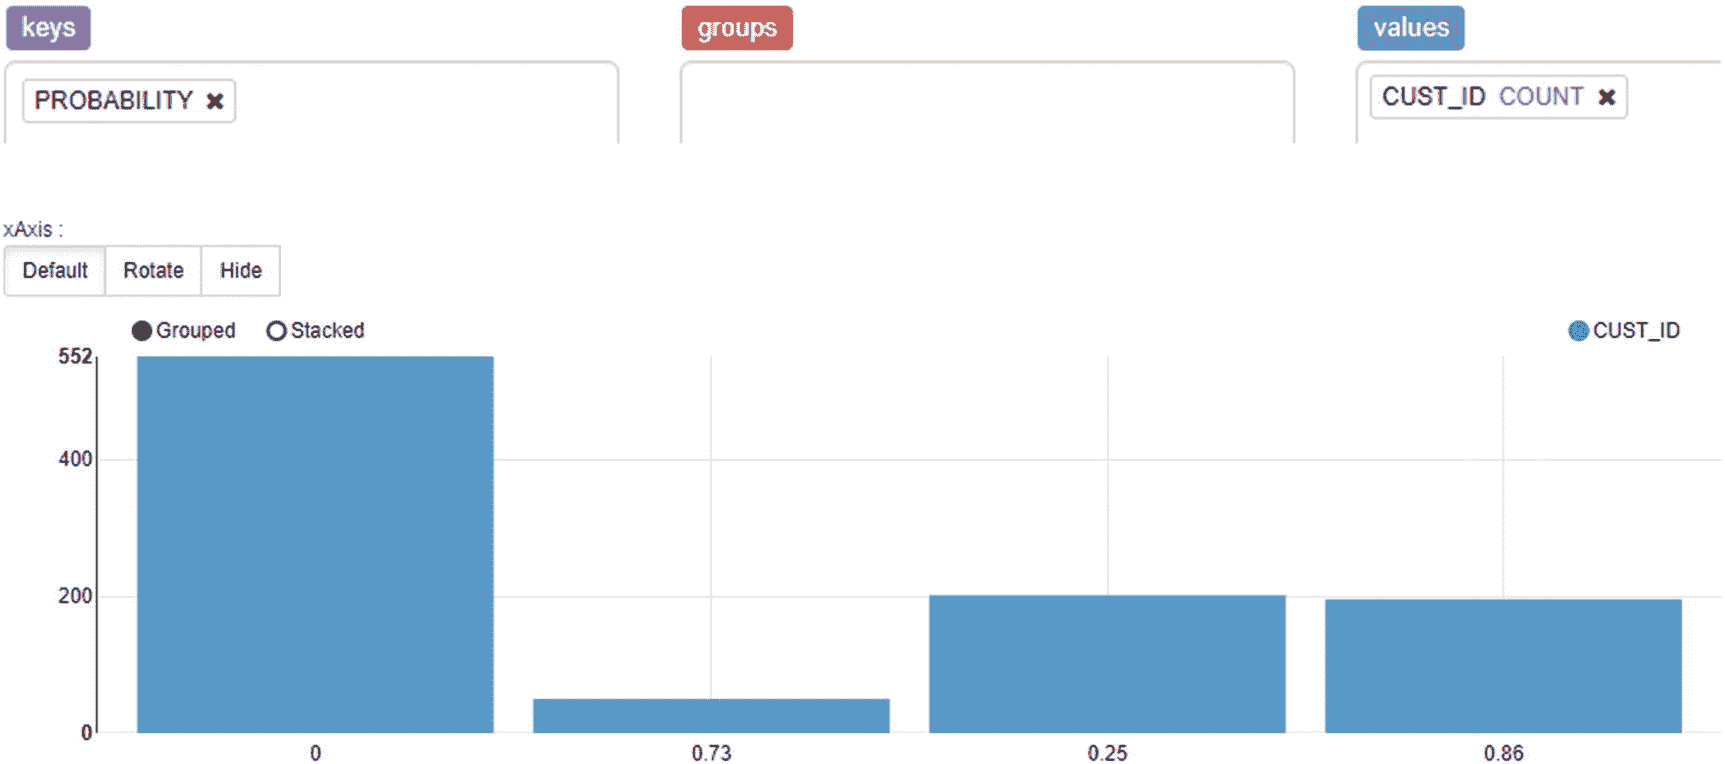 keys groups values
PROBABILITY ✖ CUST_ID COUNT ✖
xAxis :
Default Rotate Hide
Grouped Stacked CUST_ID
552
400
200
0
0 0.73 0.25 0.86